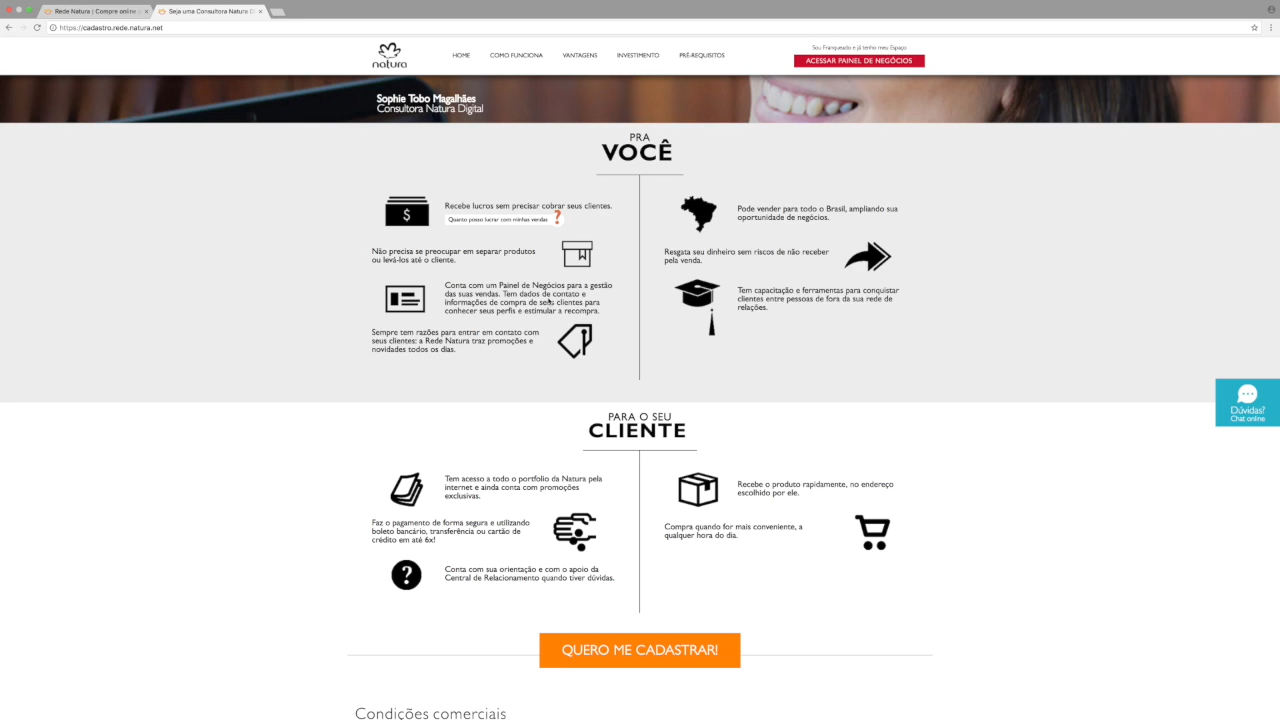 Rede Natura | Compre online
Seja uma Consultora Natura D
https://cadastro.rede.natura.net
natura
HOME
COMO FUNCIONA
VANTAGENS
INVESTIMENTO
PRÉ-REQUISITOS
Sou Franqueado e já tenho meu Espaço
ACESSAR PAINEL DE NEGÓCIOS
Sophie Tobo Magalhães
Consultora Natura Digital
PRA
VOCÊ
$
Recebe lucros sem precisar cobrar seus clientes.
Quanto posso lucrar com minhas vendas ?
Não precisa se preocupar em separar produtos
ou levá-los até o cliente.
Conta com um Painel de Negócios para a gestão
das suas vendas. Tem dados de contato e
informações de compra de seus clientes para
conhecer seus perfis e estimular a recompra.
Sempre tem razões para entrar em contato com
seus clientes: a Rede Natura traz promoções e
novidades todos os dias.
Pode vender para todo o Brasil, ampliando sua
oportunidade de negócios.
Resgata seu dinheiro sem riscos de não receber
pela venda.
Tem capacitação e ferramentas para conquistar
clientes entre pessoas de fora da sua rede de
relações.
Dúvidas?
Chat online
PARA O SEU
CLIENTE
Tem acesso a todo o portfolio da Natura pela
internet e ainda conta com promoções
exclusivas.
Faz o pagamento de forma segura e utilizando
boleto bancário, transferência ou cartão de
crédito em até 6x!
?
Conta com sua orientação e com o apoio da
Central de Relacionamento quando tiver dúvidas.
Recebe o produto rapidamente, no endereço
escolhido por ele.
Compra quando for mais conveniente, a
qualquer hora do dia.
QUERO ME CADASTRAR!
Condições comerciais